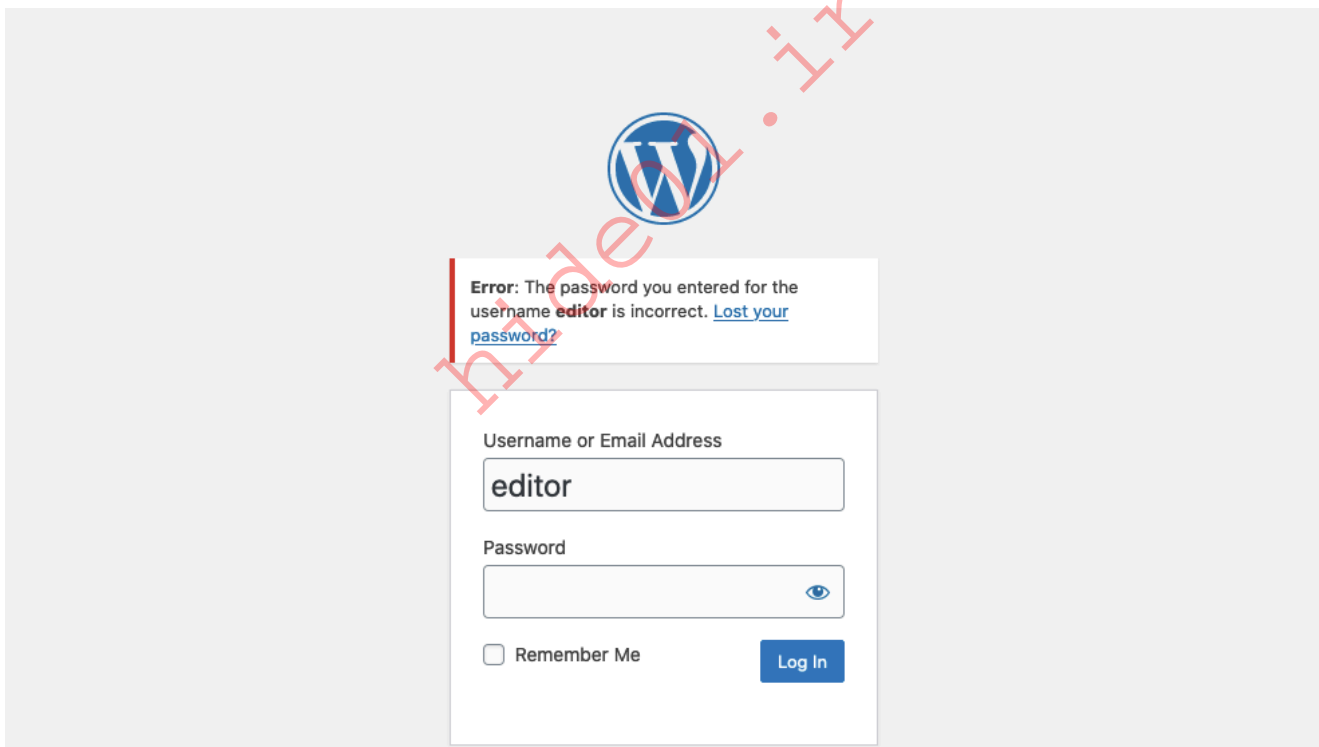 Error: The password you entered for the
username editor is incorrect. Lost your
password?
Username or Email Address
editor
Password
Remember Me
Log In
hidegi.ir